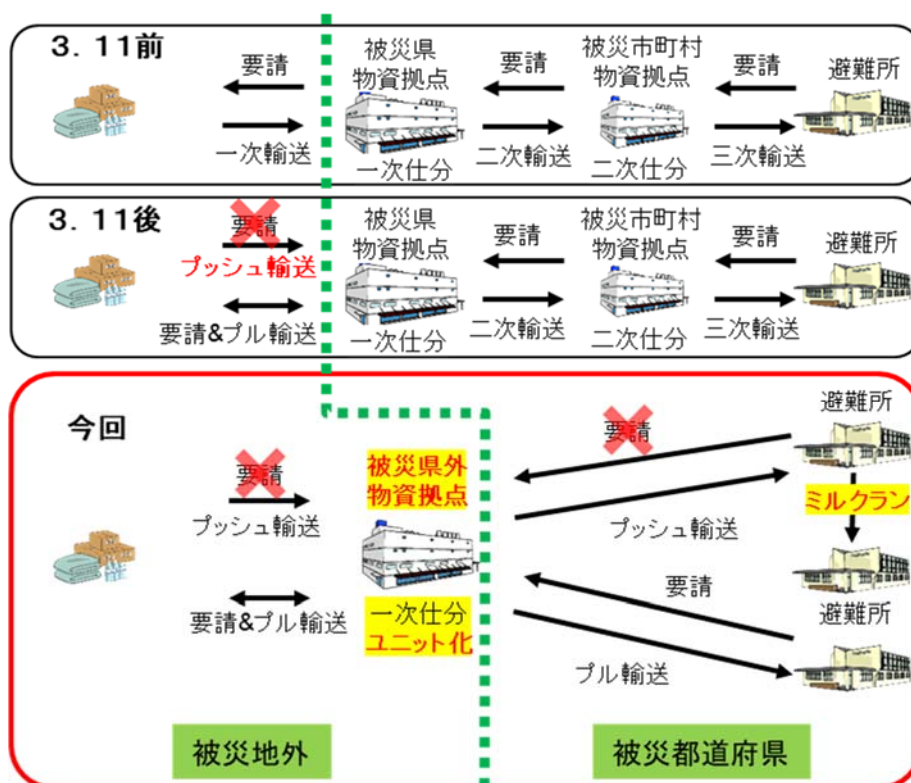 3. 11前
要請
一次輸送
被災県
物資拠点
一次仕分
要請
二次輸送
被災市町村
物資拠点
二次仕分
要請
三次輸送
避難所
3. 11後
要請
プッシュ輸送
要請&プル輸送
被災県
物資拠点
一次仕分
要請
二次輸送
被災市町村
物資拠点
二次仕分
要請
三次輸送
避難所
今回
要請
プッシュ輸送
要請&プル輸送
被災県外
物資拠点
一次仕分
ユニット化
要請
プッシュ輸送
要請
プル輸送
避難所
ミルクラン
避難所
被災地外
被災都道府県